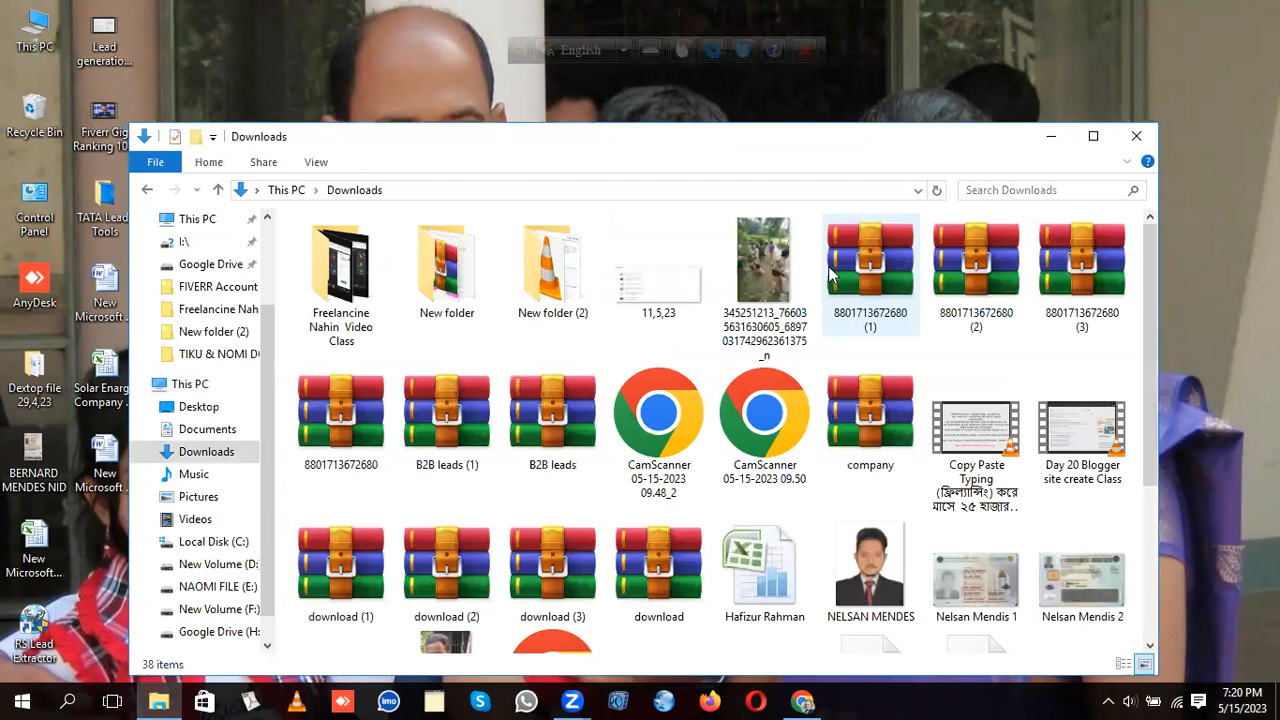 This PC
Lead
generatio...
Recycle Bin
Fiverr Gig
Ranking 10
Control
Panel
TATA Lead
Tools
AnyDesk
New
Microsoft...
Dextop file
29,4.23
Solar Enarg
Company ...
BERNARD
MENDES NID
New
Microsoft...
New
Microsoft...
RS Lead
Extractor
English
Downloads
File
Home
Share
View
This PC
Downloads
Search Downloads
This PC
I:\
Google Drive
FIVERR Account
Freelancine Nah
New folder (2)
TIKU & NOMI D
This PC
Desktop
Documents
Downloads
Music
Pictures
Videos
Local Disk (C:)
New Volume (D:
NAOMI FILE (E:)
New Volume (F:)
Google Drive (H:
Freelancine
Nahin Video
Class
New folder
New folder (2)
11,5,23
345251213_76603
5631630605_6897
031742962361375
_n
8801713672680
(1)
8801713672680
(2)
8801713672680
(3)
8801713672680
B2B leads (1)
B2B leads
CamScanner
05-15-2023
09.48_2
CamScanner
05-15-2023 09.50
company
Copy Paste
Typing
(ফ্রিল্যান্সিং) করে
মাসে ২৫ হাজার..
Day 20 Blogger
site create Class
download (1)
download (2)
download (3)
download
Hafizur Rahman
NELSAN MENDES
Nelsan Mendis 1
Nelsan Mendis 2
38 items
7:20 PM
5/15/2023